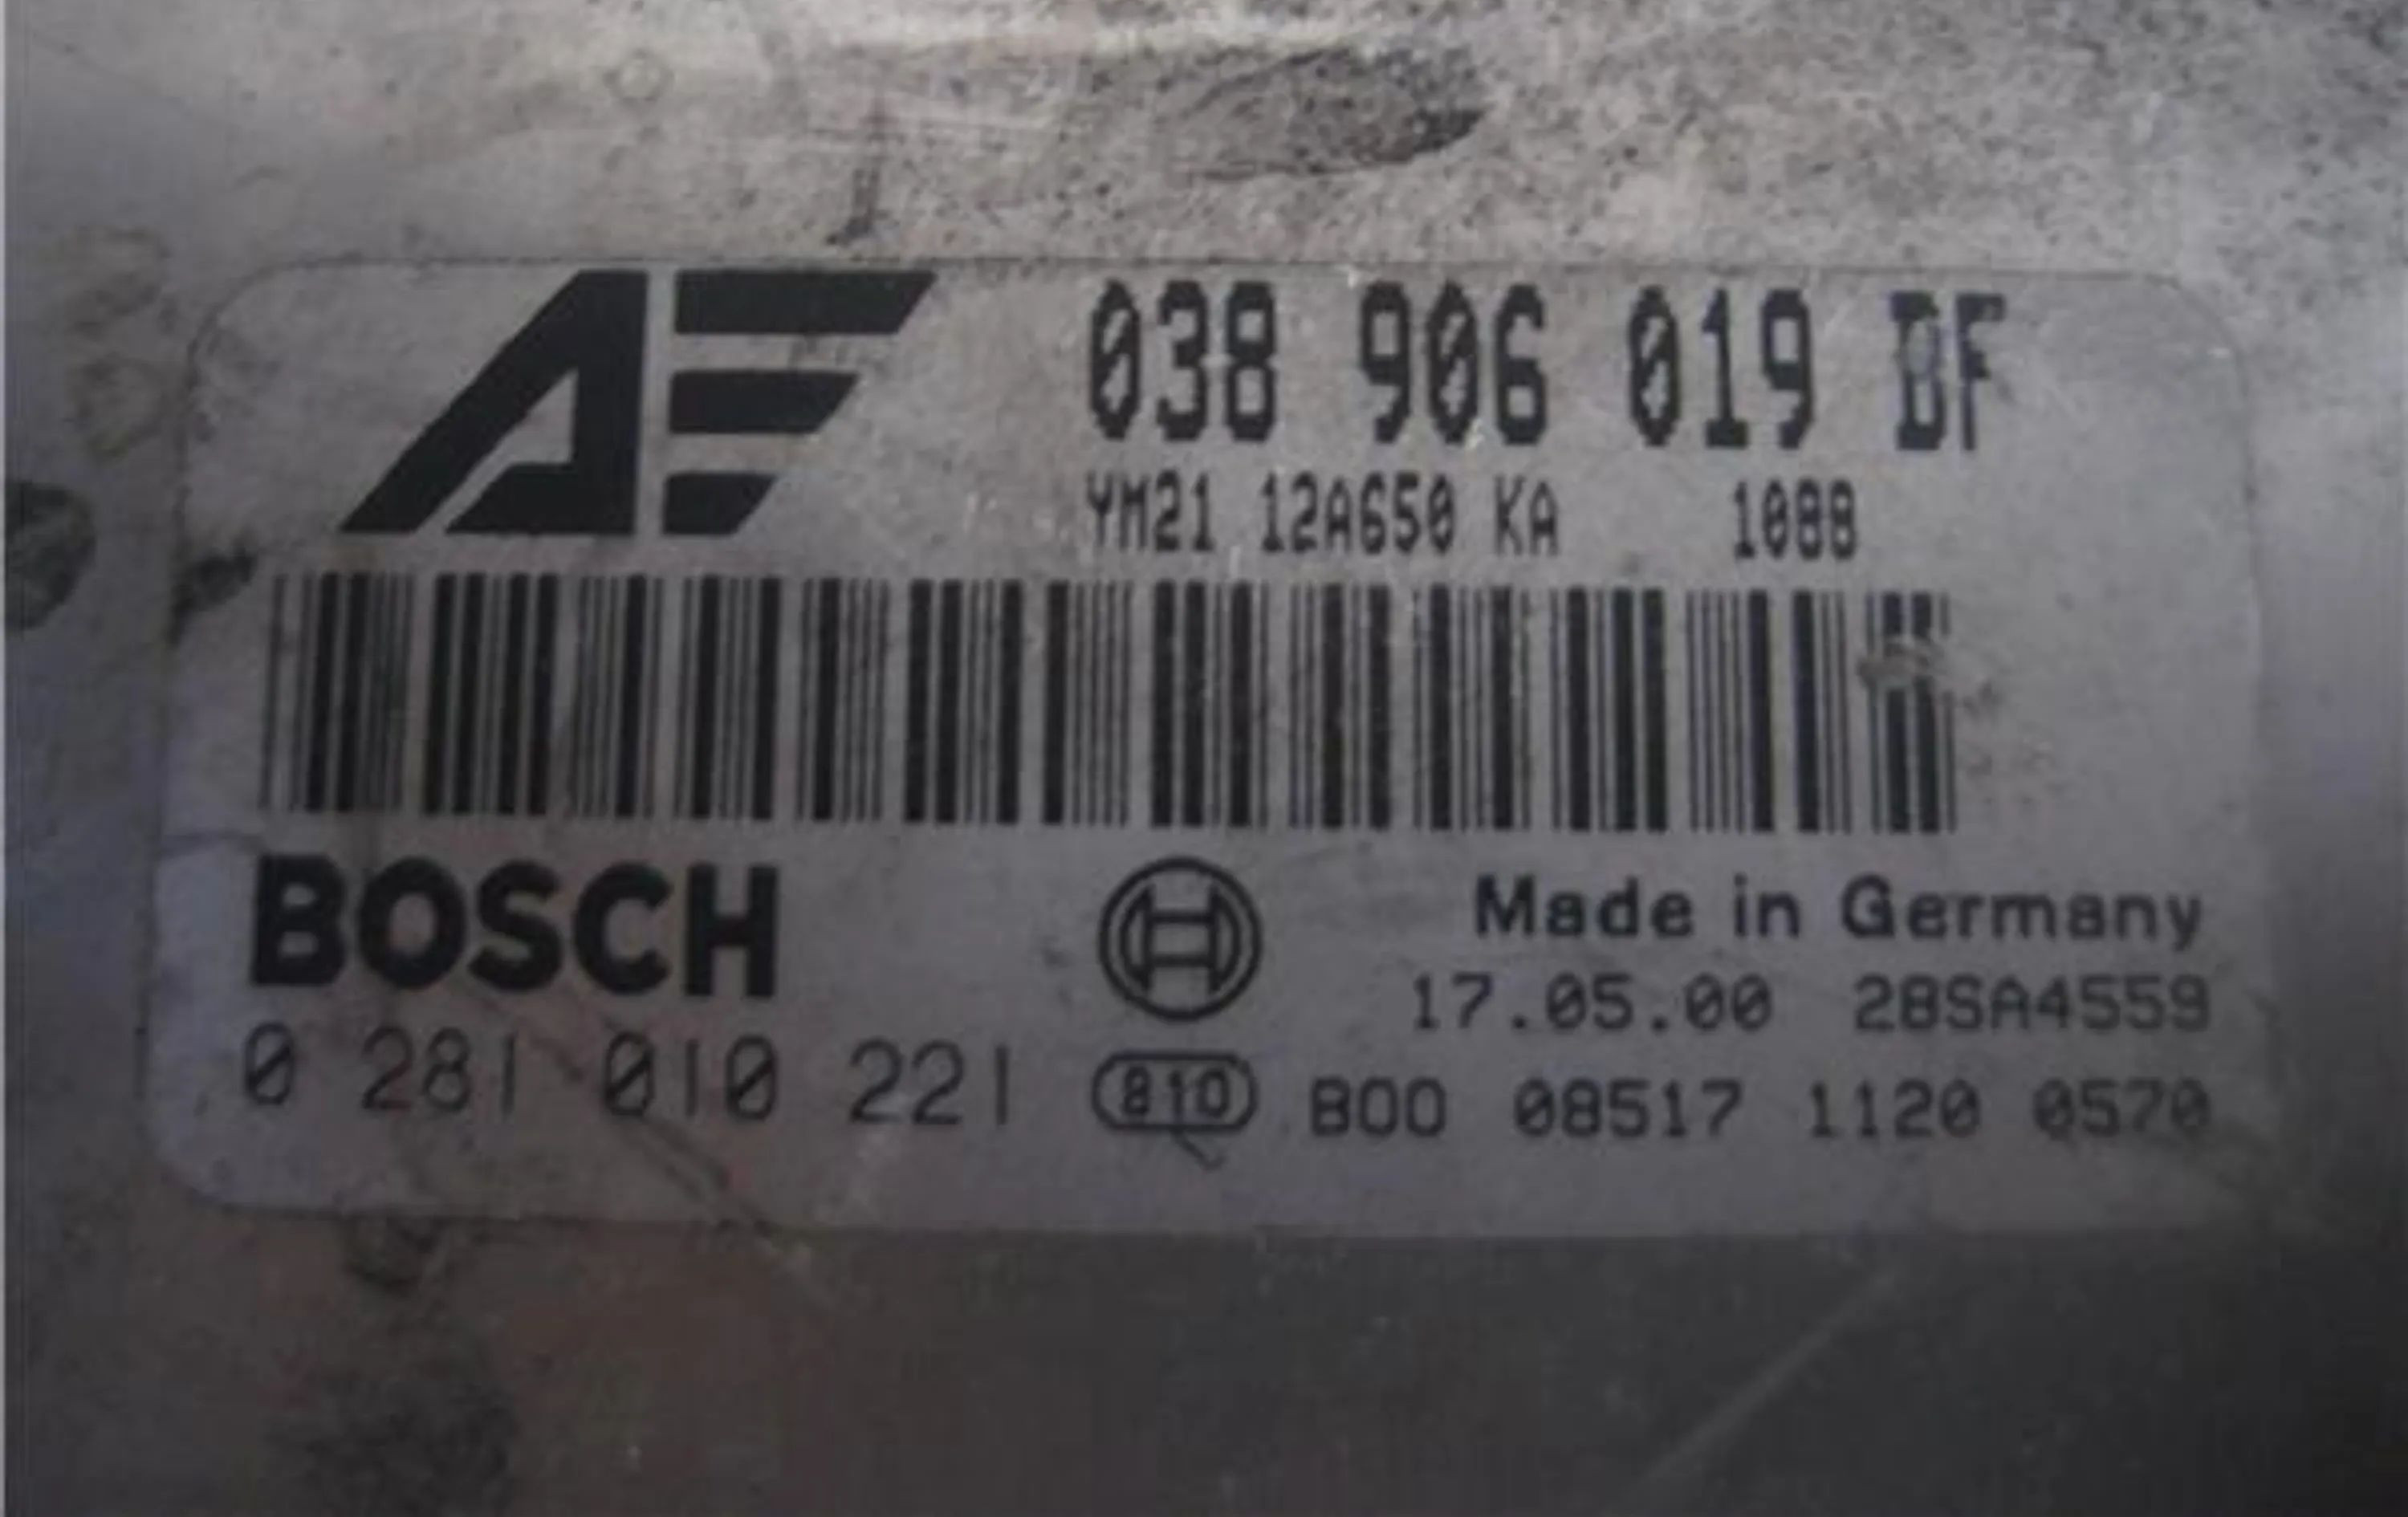 AF
038 906 019 BF
YM21 12A650 KA 1088
BOSCH
Made in Germany
17.05.00 28SA4559
0 281 010 221
810
B00 08517 1120 0570